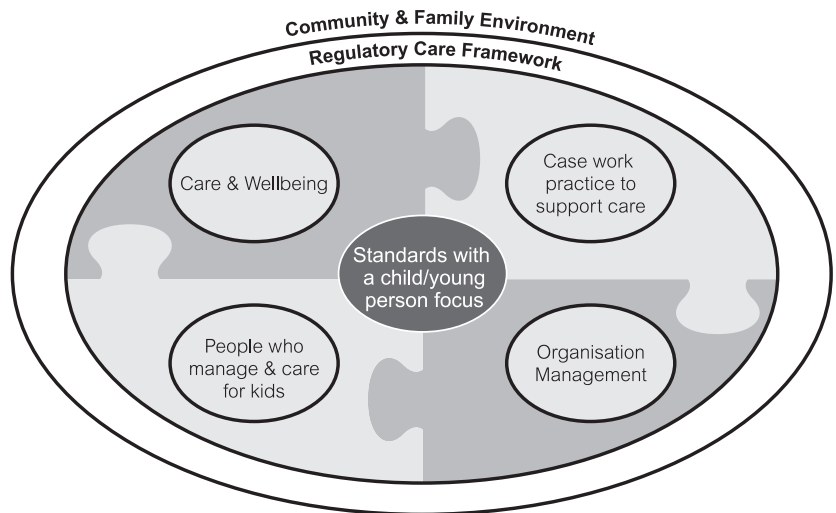 Community & Family Environment
Regulatory Care Framework
Care & Wellbeing
Case work
practice to
support care
Standards with
a child/young
person focus
People who
manage & care
for kids
Organisation
Management